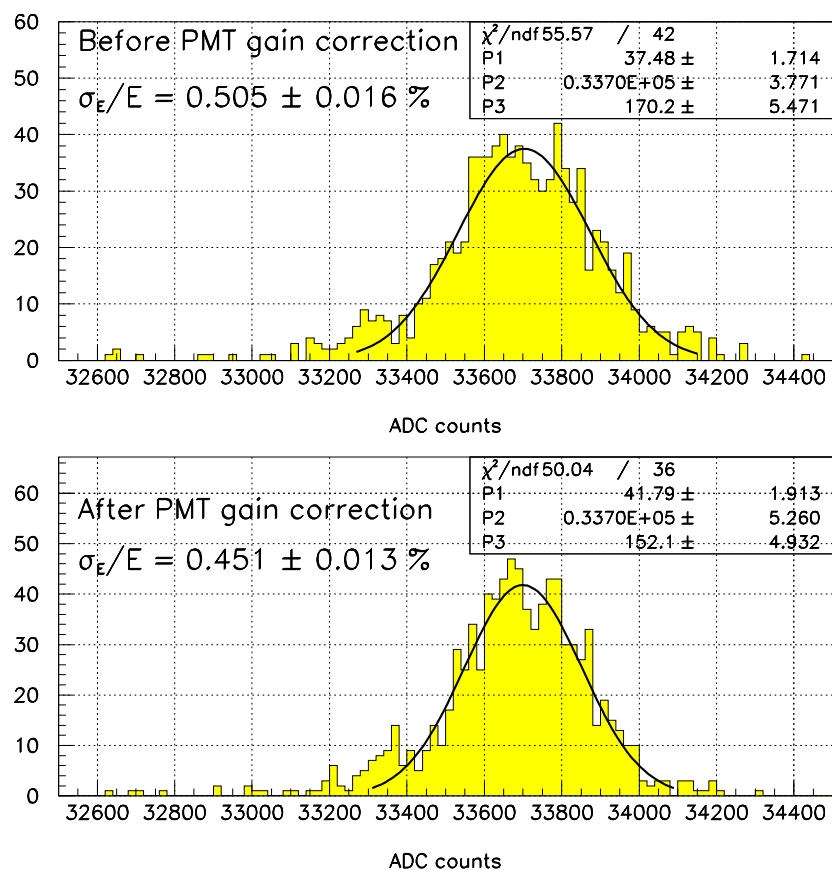 60
50
40
30
20
10
0
Before PMT gain correction
σE/E = 0.505 ± 0.016 %
χ²/ndf 55.57 / 42
P1 37.48 ± 1.714
P2 0.3370E+05 ± 3.771
P3 170.2 ± 5.471
32600 32800 33000 33200 33400 33600 33800 34000 34200 34400
ADC counts
60
50
40
30
20
10
0
After PMT gain correction
σE/E = 0.451 ± 0.013 %
χ²/ndf 50.04 / 36
P1 41.79 ± 1.913
P2 0.3370E+05 ± 5.260
P3 152.1 ± 4.932
32600 32800 33000 33200 33400 33600 33800 34000 34200 34400
ADC counts